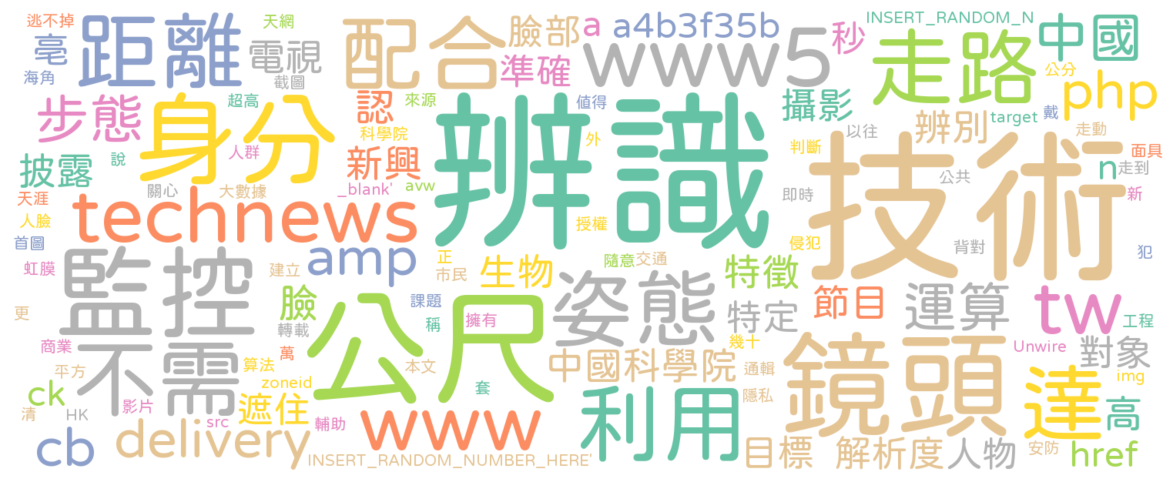 逃不掉
天網
INSERT_RANDOM_N
毫
距離
電視
配合
臉部
a
a4b3f35b
秒
走路
中國
海角
截圖
準確
www5
公分
php
步態
超高
身分
認
來源
值得
攝影
target
戴
科學院
辨識
外
辨別
以往
走動
披露
說
人群
新興
判斷
技術
面具
關心
大數據
_blank'
avw
公共
n
走到
天涯
即時
新
人臉
technews
授權
首圖
侵犯
背對
犯
監控
amp
正
市民
生物
隨意
交通
特徵
虹膜
建立
姿態
臉
課題
節目
運算
tw
更
轉載
公尺
稱
擁有
特定
工程
商業
不需
萬
幾十
Unwire
對象
平方
算法
本文
中國科學院
通輯
鏡頭
img
ck
zoneid
套
隱私
達
清
HK
影片
src
遮住
輔助
www
利用
高
cb
delivery
INSERT_RANDOM_NUMBER_HERE'
目標
解析度
人物
安防
href